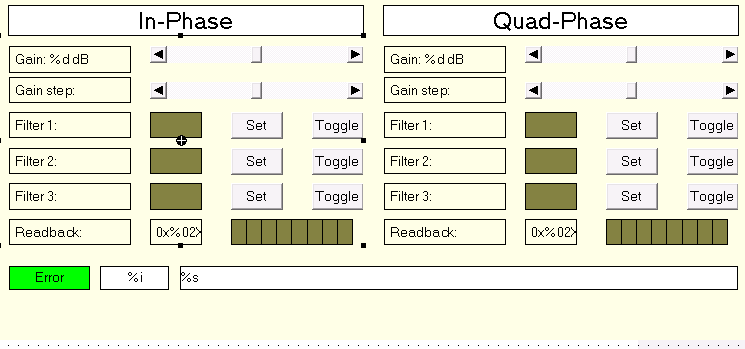 In-Phase Quad-Phase
Gain: %d dB Gain: %d dB
Gain step: Gain step:
Filter 1: Set Toggle Filter 1: Set Toggle
Filter 2: Set Toggle Filter 2: Set Toggle
Filter 3: Set Toggle Filter 3: Set Toggle
Readback: 0x%02 Readback: 0x%02
Error %i %s